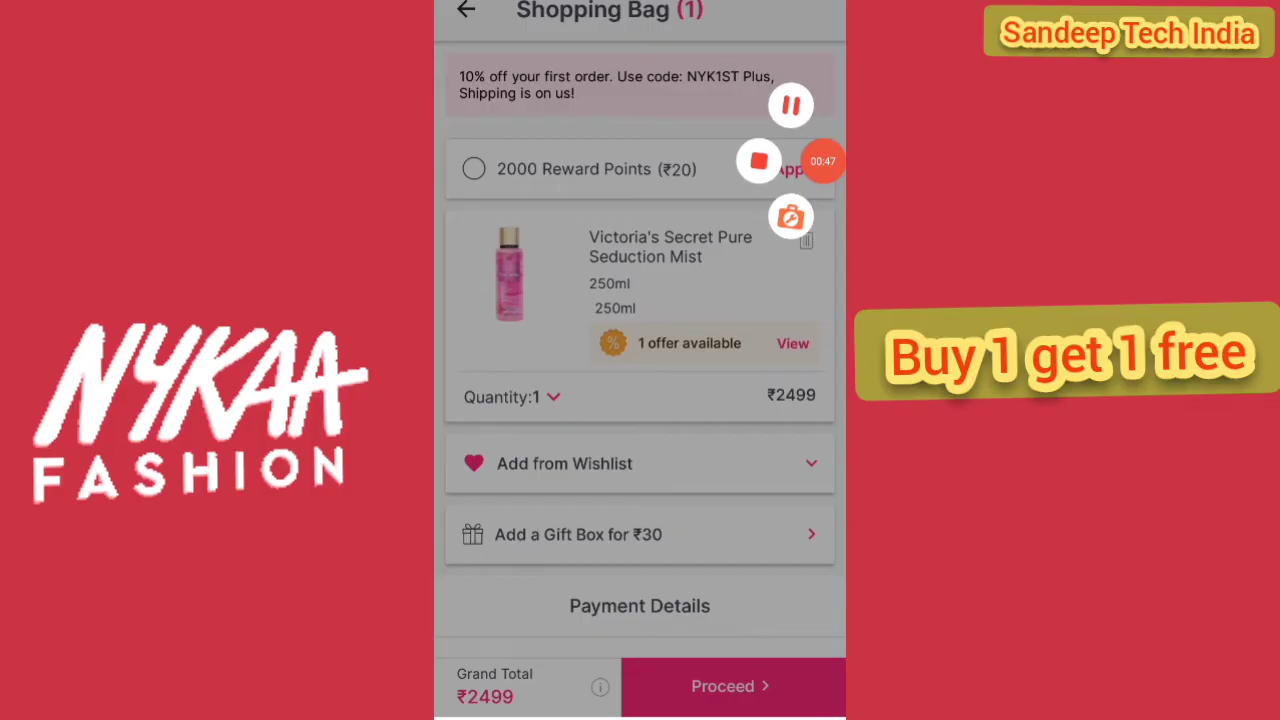 Sandeep Tech India
Shopping Bag (1)
10% off your first order. Use code: NYK1ST Plus,
Shipping is on us!
00:47
2000 Reward Points (₹20)
App
Victoria's Secret Pure
Seduction Mist
250ml
250ml
% 1 offer available View
Quantity:1 ₹2499
Add from Wishlist
Add a Gift Box for ₹30
Payment Details
Grand Total
₹2499
Proceed
NYKAA
FASHION
Buy 1 get 1 free